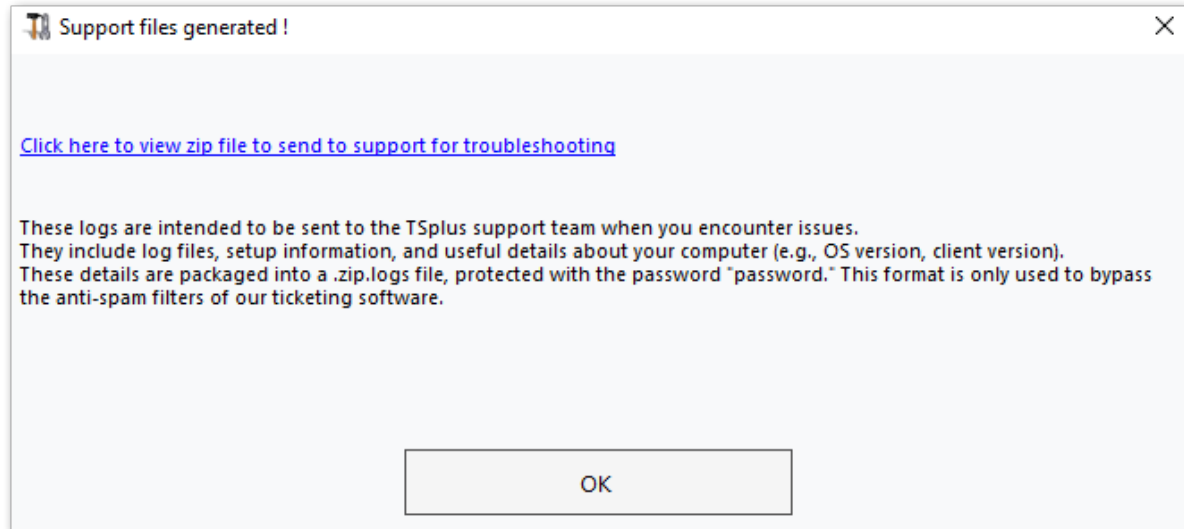 Support files generated !
Click here to view zip file to send to support for troubleshooting
These logs are intended to be sent to the TSplus support team when you encounter issues.
They include log files, setup information, and useful details about your computer (e.g., OS version, client version).
These details are packaged into a .zip.logs file, protected with the password "password." This format is only used to bypass
the anti-spam filters of our ticketing software.
OK